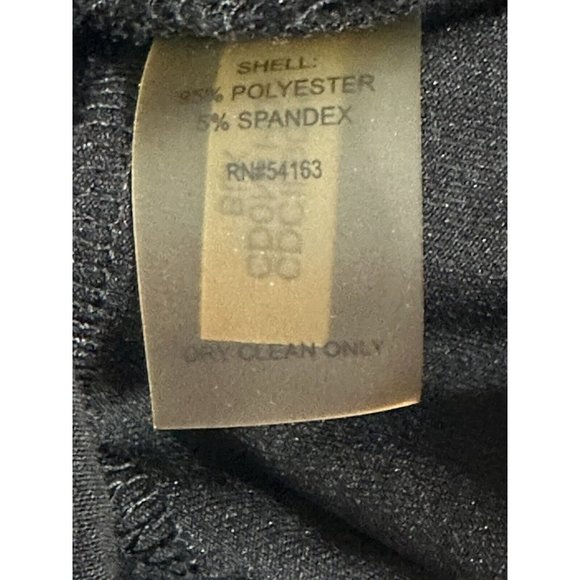 SHELL:
95% POLYESTER
5% SPANDEX
RN#54163
DRY CLEAN ONLY